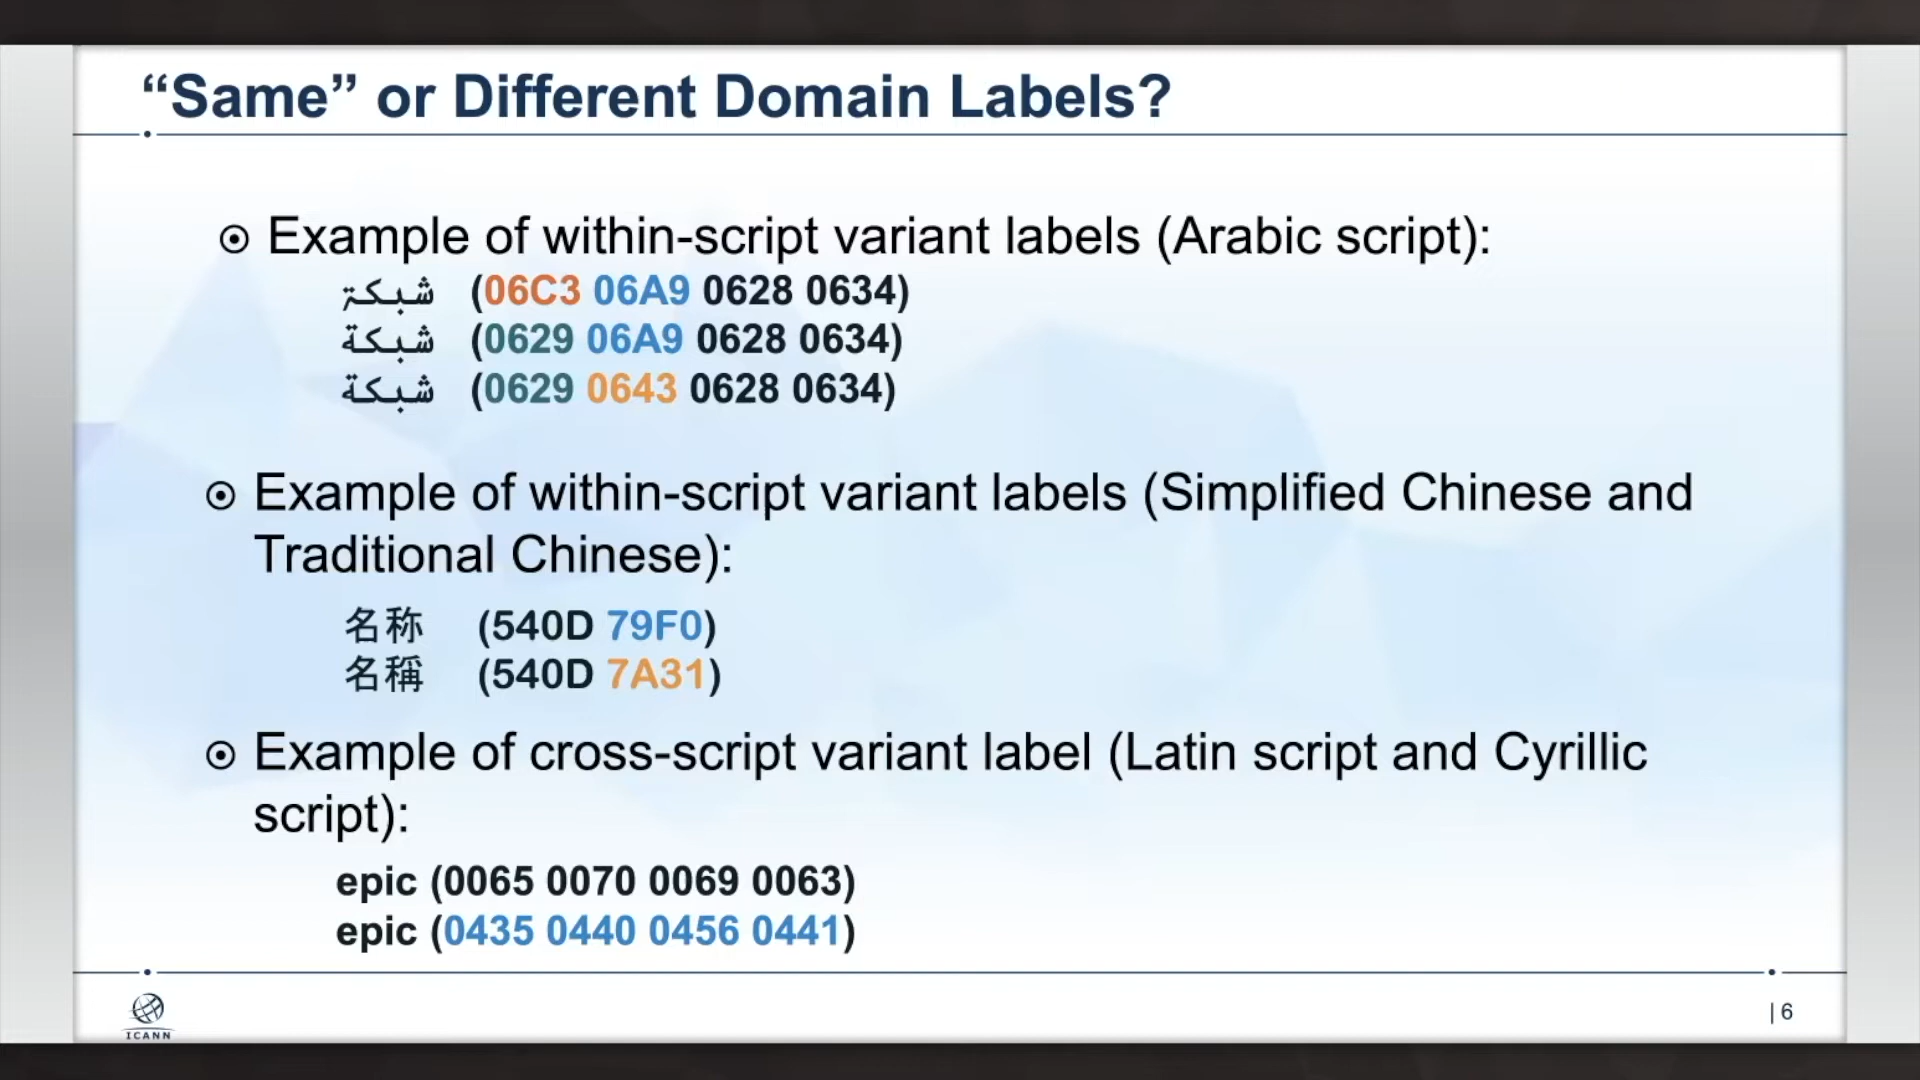 “Same” or Different Domain Labels?
Example of within-script variant labels (Arabic script):
شبکۃ (06C3 06A9 0628 0634)
شبکة (0629 06A9 0628 0634)
شبكة (0629 0643 0628 0634)
Example of within-script variant labels (Simplified Chinese and
Traditional Chinese):
名称 (540D 79F0)
名稱 (540D 7A31)
Example of cross-script variant label (Latin script and Cyrillic
script):
epic (0065 0070 0069 0063)
еріс (0435 0440 0456 0441)
ICANN
| 6